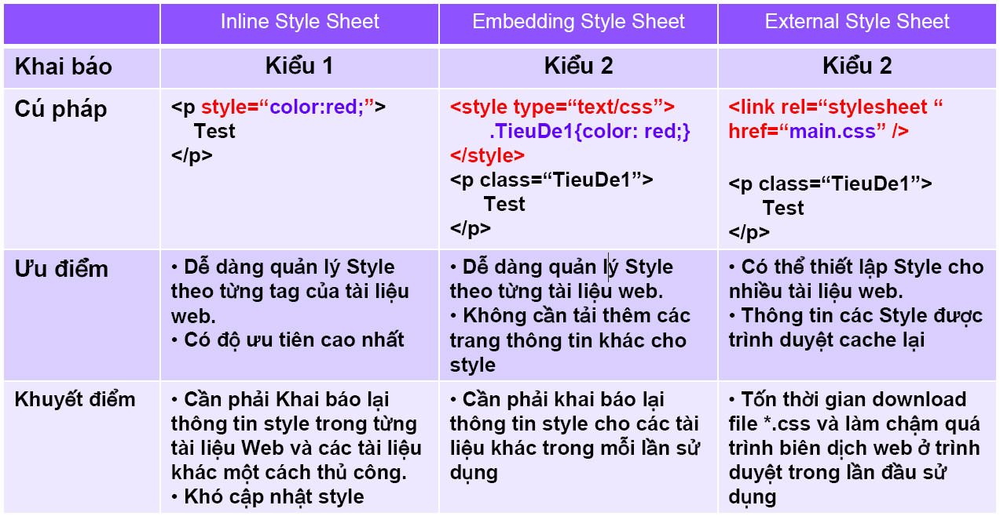 Inline Style Sheet
Embedding Style Sheet
External Style Sheet
Khai báo
Kiểu 1
Kiểu 2
Kiểu 2
Cú pháp
<p style=“color:red;”>
Test
</p>
<style type=“text/css”>
.TieuDe1{color: red;}
</style>
<p class=“TieuDe1”>
Test
</p>
<link rel=“stylesheet “
href=“main.css” />
<p class=“TieuDe1”>
Test
</p>
Ưu điểm
• Dễ dàng quản lý Style
theo từng tag của tài liệu
web.
• Có độ ưu tiên cao nhất
• Dễ dàng quản lý Style
theo từng tài liệu web.
• Không cần tải thêm các
trang thông tin khác cho
style
• Có thể thiết lập Style cho
nhiều tài liệu web.
• Thông tin các Style được
trình duyệt cache lại
Khuyết điểm
• Cần phải Khai báo lại
thông tin style trong từng
tài liệu Web và các tài liệu
khác một cách thủ công.
• Khó cập nhật style
• Cần phải khai báo lại
thông tin style cho các tài
liệu khác trong mỗi lần sử
dụng
• Tốn thời gian download
file *.css và làm chậm quá
trình biên dịch web ở trình
duyệt trong lần đầu sử
dụng